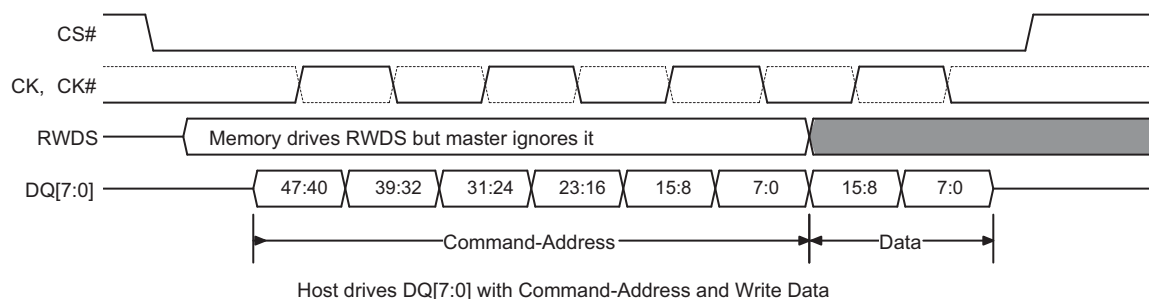 CS#
CK, CK#
RWDS Memory drives RWDS but master ignores it
DQ[7:0] 47:40 39:32 31:24 23:16 15:8 7:0 15:8 7:0
Command-Address Data
Host drives DQ[7:0] with Command-Address and Write Data